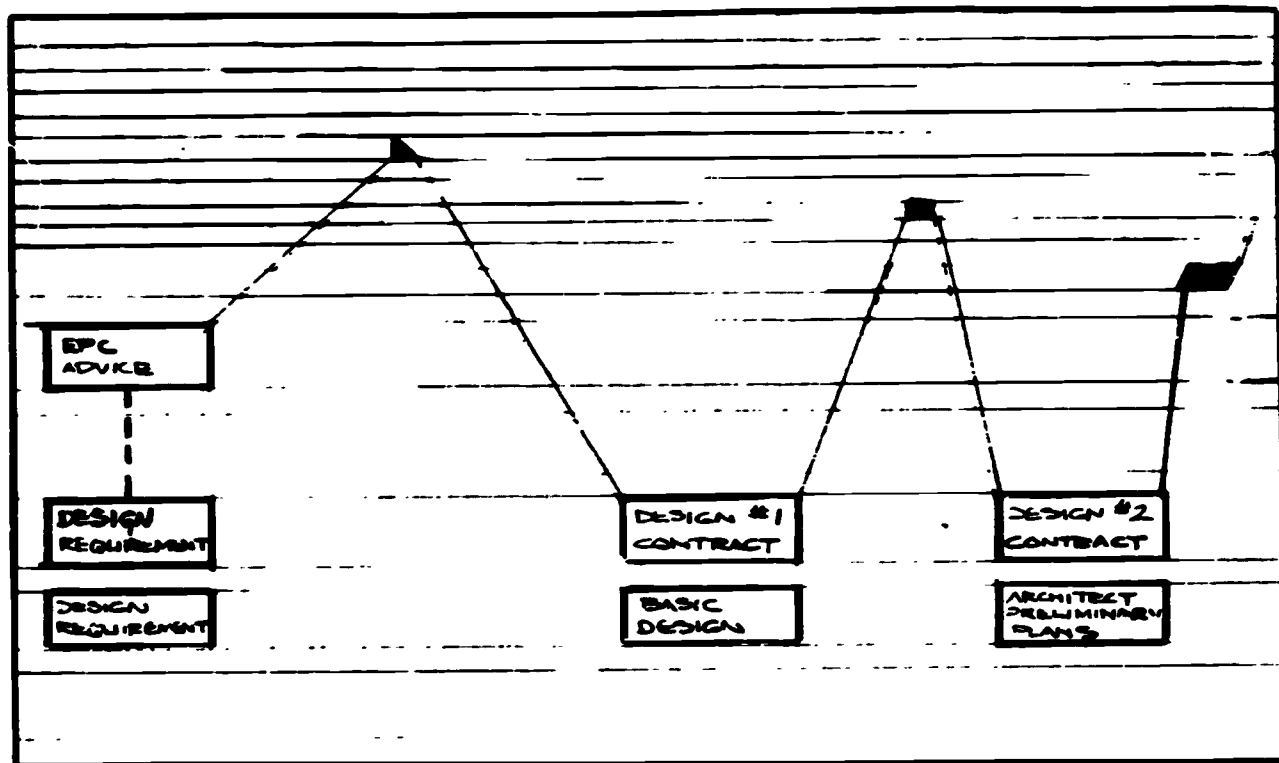 EPC
ADVICE
DESIGN
REQUIREMENT
DESIGN #1
CONTRACT
DESIGN #2
CONTRACT
DESIGN
REQUIREMENT
BASIC
DESIGN
ARCHITECT
PRELIMINARY
PLANS